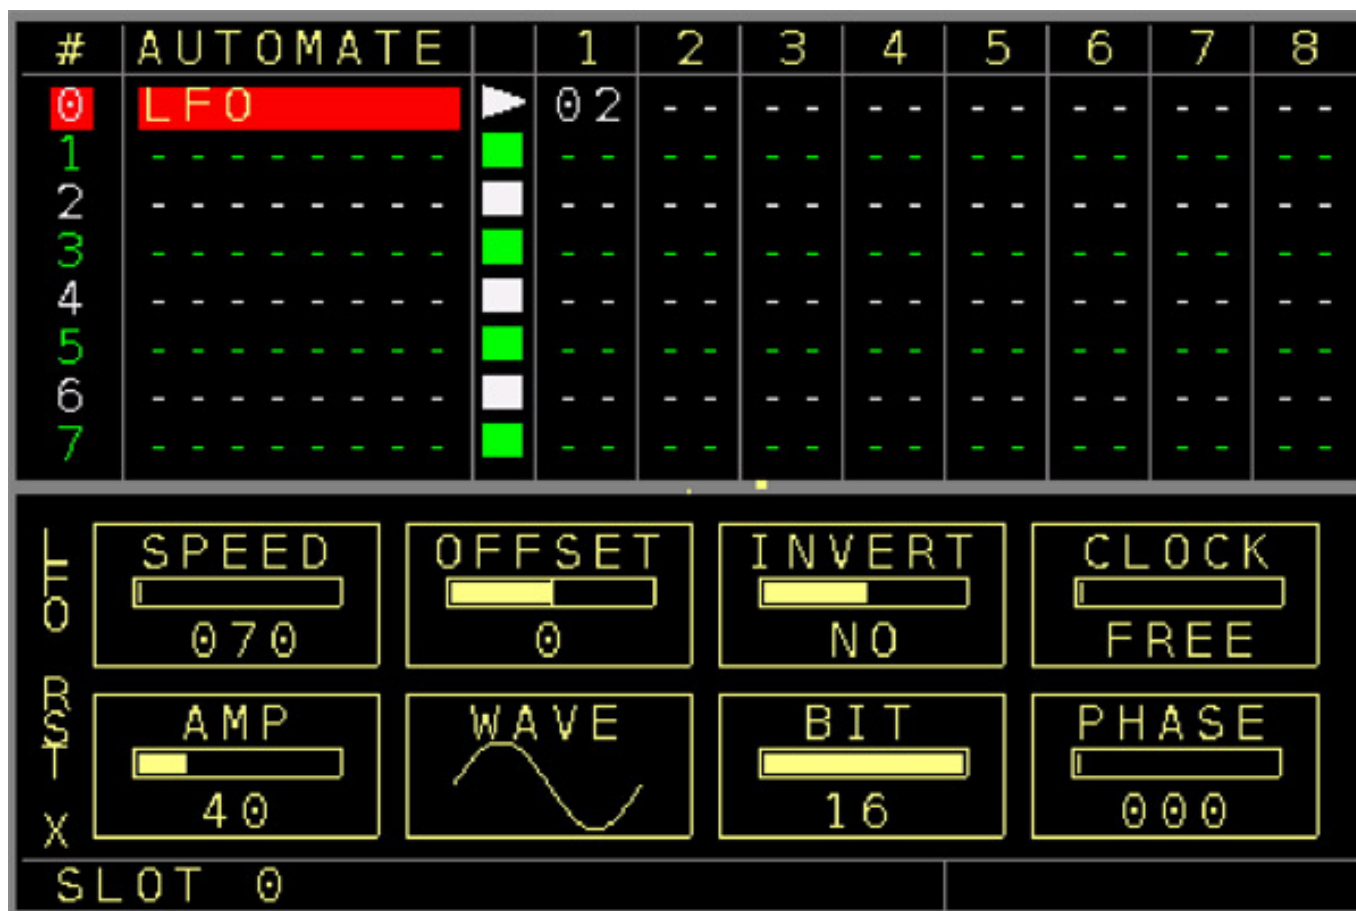 # AUTOMATE 1 2 3 4 5 6 7 8
0 LFO 02 -- -- -- -- -- -- --
1 -------- -- -- -- -- -- -- -- --
2 -------- -- -- -- -- -- -- -- --
3 -------- -- -- -- -- -- -- -- --
4 -------- -- -- -- -- -- -- -- --
5 -------- -- -- -- -- -- -- -- --
6 -------- -- -- -- -- -- -- -- --
7 -------- -- -- -- -- -- -- -- --
LFO RST X
SPEED OFFSET INVERT CLOCK
070 0 NO FREE
AMP WAVE BIT PHASE
40 16 000
SLOT 0